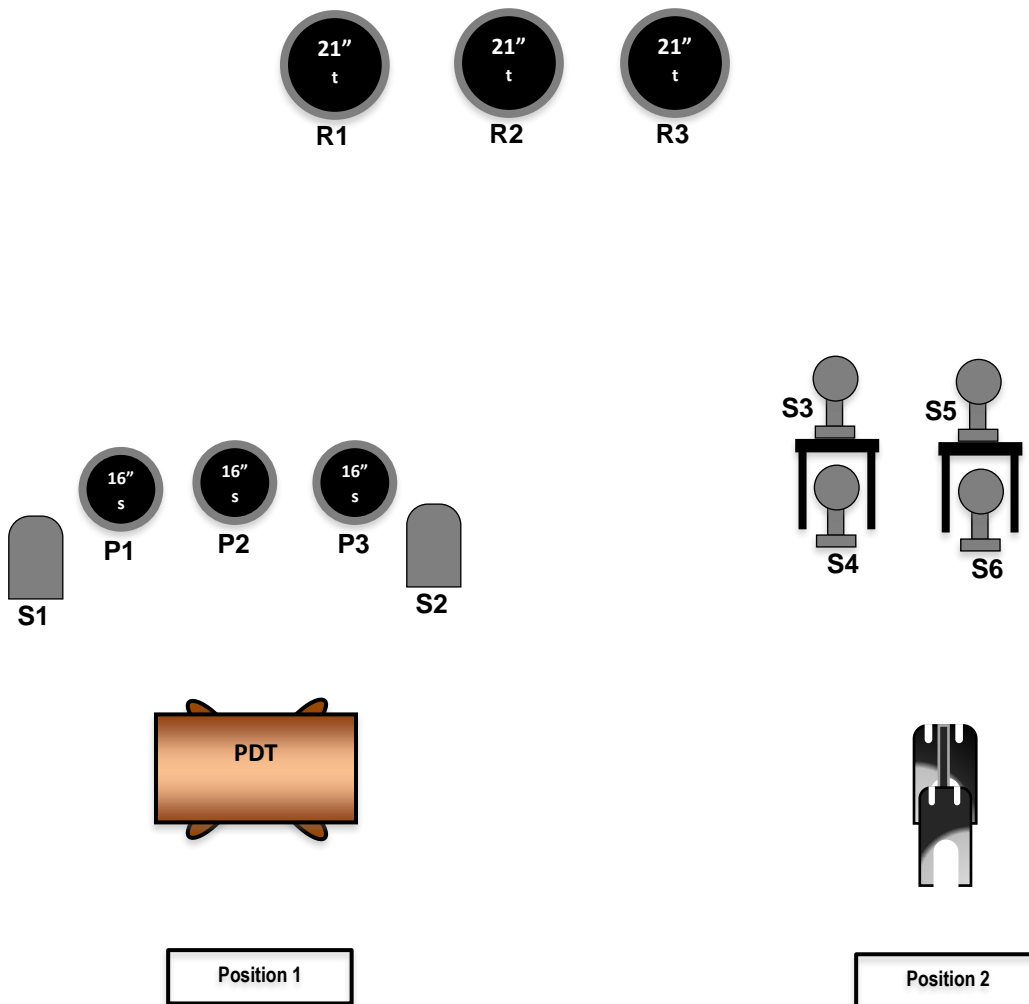 21”
t
R1
21”
t
R2
21”
t
R3
S3
S5
16”
s
P1
16”
s
P2
16”
s
P3
S1
S2
S4
S6
PDT
Position 1
Position 2